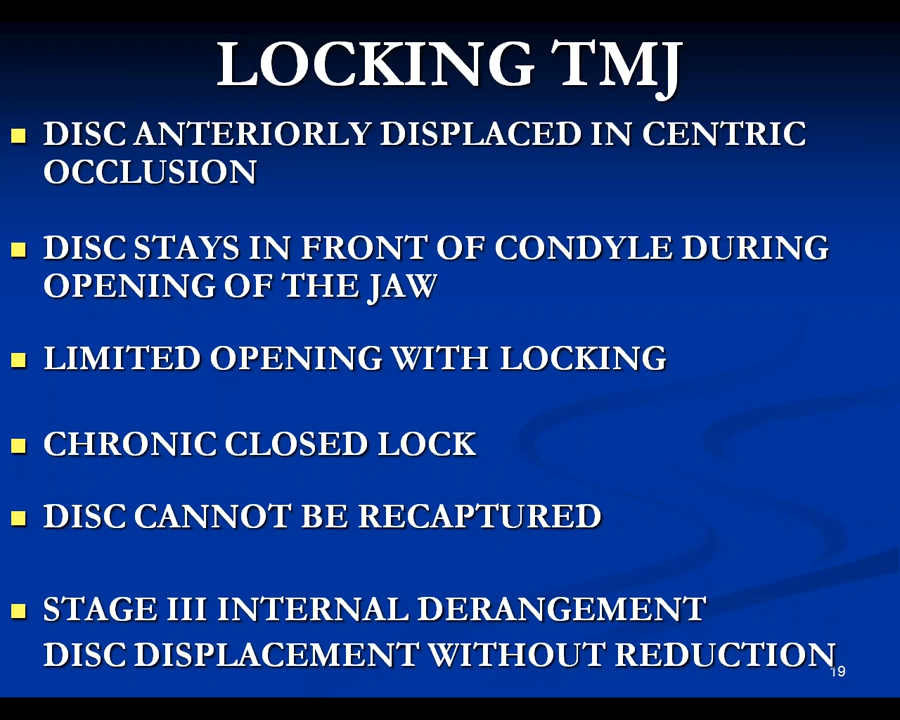 LOCKING TMJ
DISC ANTERIORLY DISPLACED IN CENTRIC
OCCLUSION
DISC STAYS IN FRONT OF CONDYLE DURING
OPENING OF THE JAW
LIMITED OPENING WITH LOCKING
CHRONIC CLOSED LOCK
DISC CANNOT BE RECAPTURED
STAGE III INTERNAL DERANGEMENT
DISC DISPLACEMENT WITHOUT REDUCTION
19